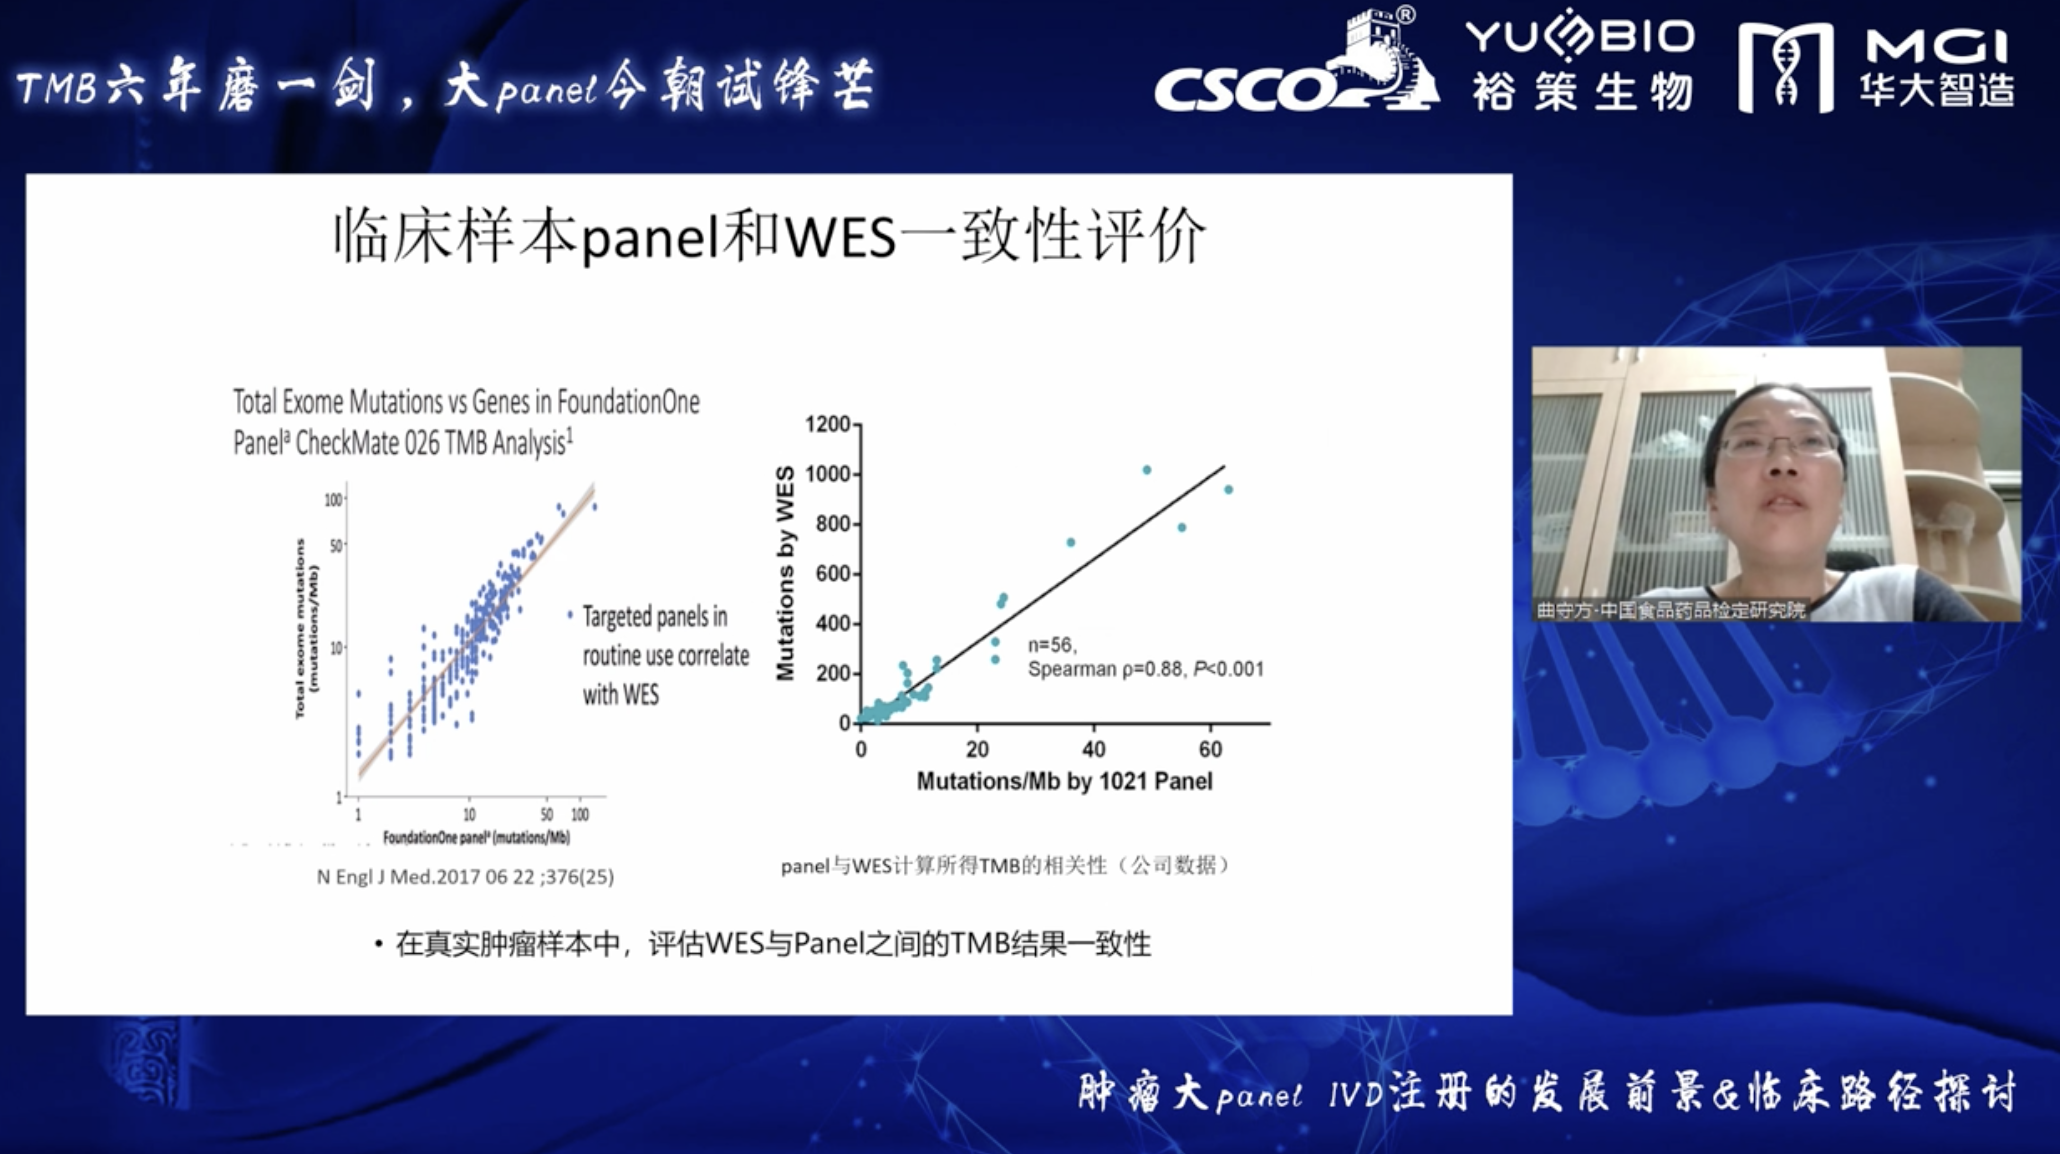 TMB六年磨一剑，大panel今朝试锋芒
CSCO®
YUCEBIO
裕策生物
MGI
华大智造
临床样本panel和WES一致性评价
Total Exome Mutations vs Genes in FoundationOne
Panelª CheckMate 026 TMB Analysis¹
100
50
10
1
Total exome mutations
(mutations/Mb)
1 10 50 100
FoundationOne panelª (mutations/Mb)
Targeted panels in
routine use correlate
with WES
N Engl J Med.2017 06 22 ;376(25)
1200
1000
800
600
400
200
0
Mutations by WES
n=56,
Spearman ρ=0.88, P<0.001
0 20 40 60
Mutations/Mb by 1021 Panel
panel与WES计算所得TMB的相关性（公司数据）
• 在真实肿瘤样本中，评估WES与Panel之间的TMB结果一致性
曲守方-中国食品药品检定研究院
肿瘤大panel IVD注册的发展前景&临床路径探讨